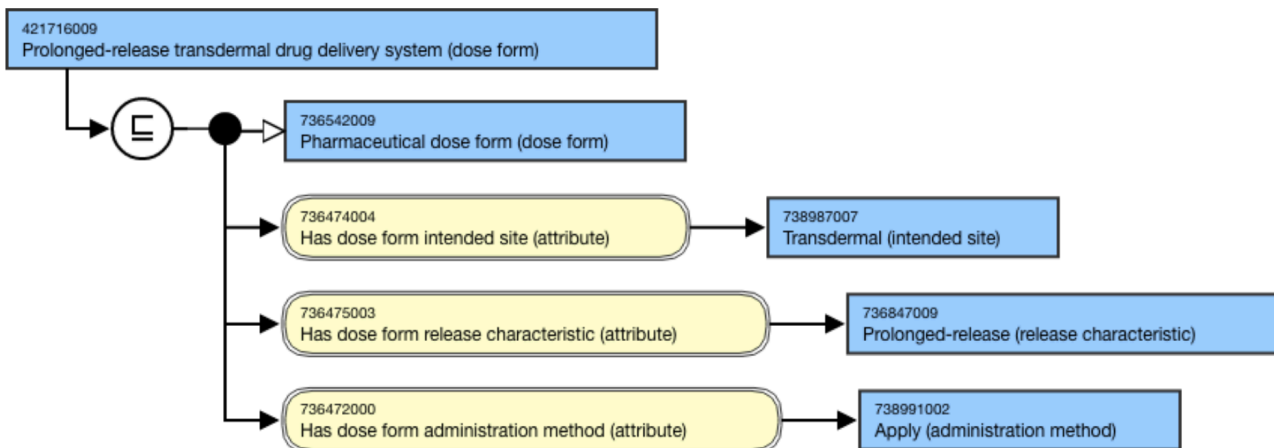 421716009
Prolonged-release transdermal drug delivery system (dose form)
⊑
736542009
Pharmaceutical dose form (dose form)
736474004
Has dose form intended site (attribute)
738987007
Transdermal (intended site)
736475003
Has dose form release characteristic (attribute)
736847009
Prolonged-release (release characteristic)
736472000
Has dose form administration method (attribute)
738991002
Apply (administration method)